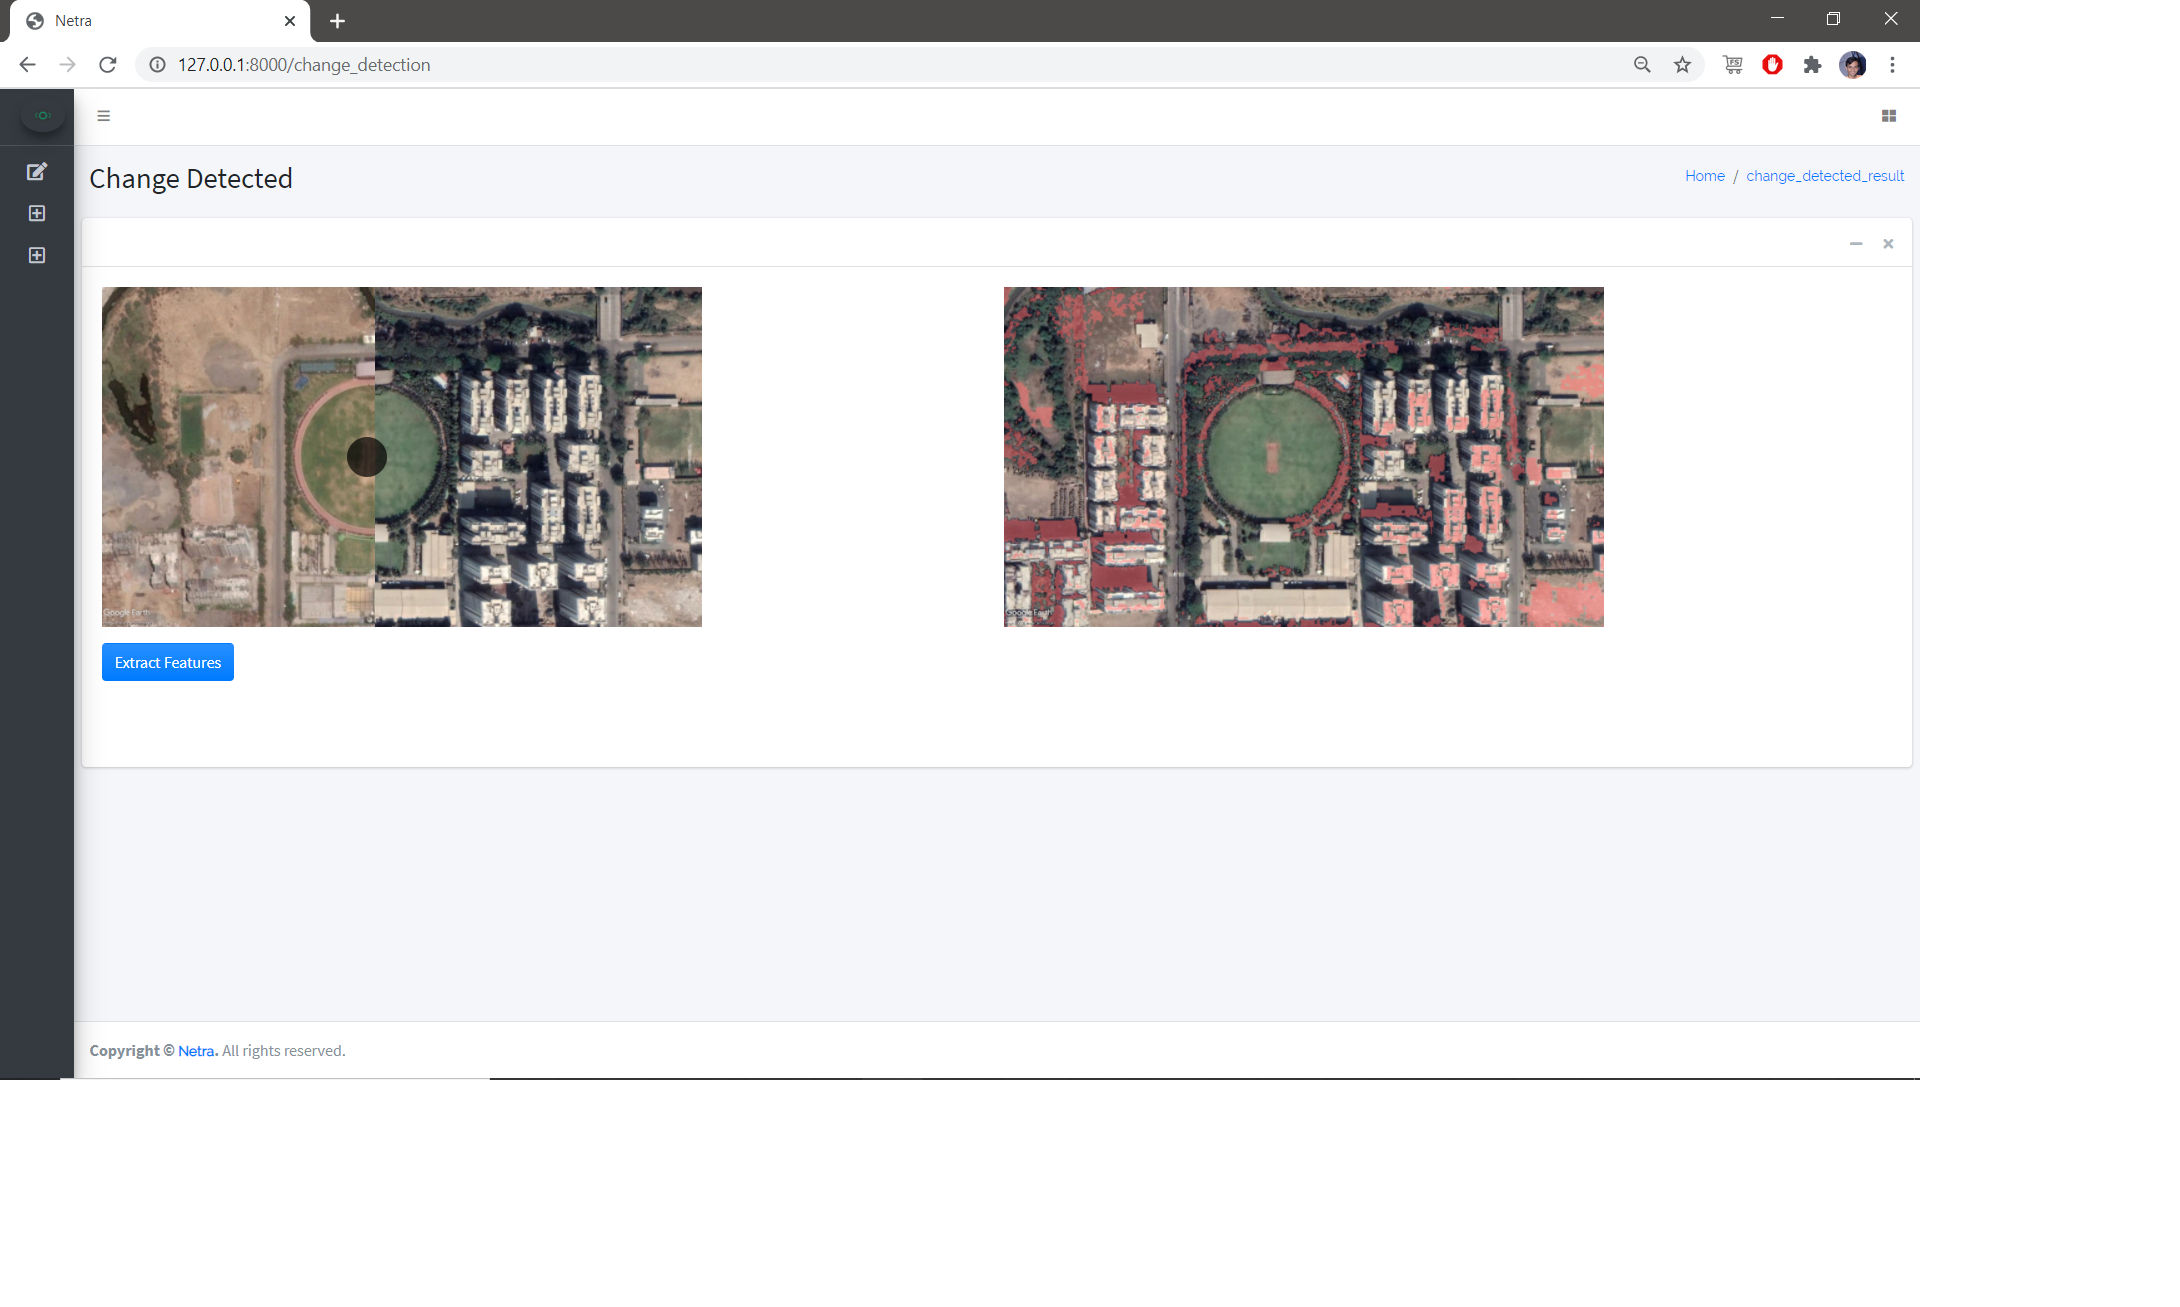 Netra
127.0.0.1:8000/change_detection
FS
Change Detected
Home / change_detected_result
Google Earth
Google Earth
Extract Features
Copyright © Netra. All rights reserved.